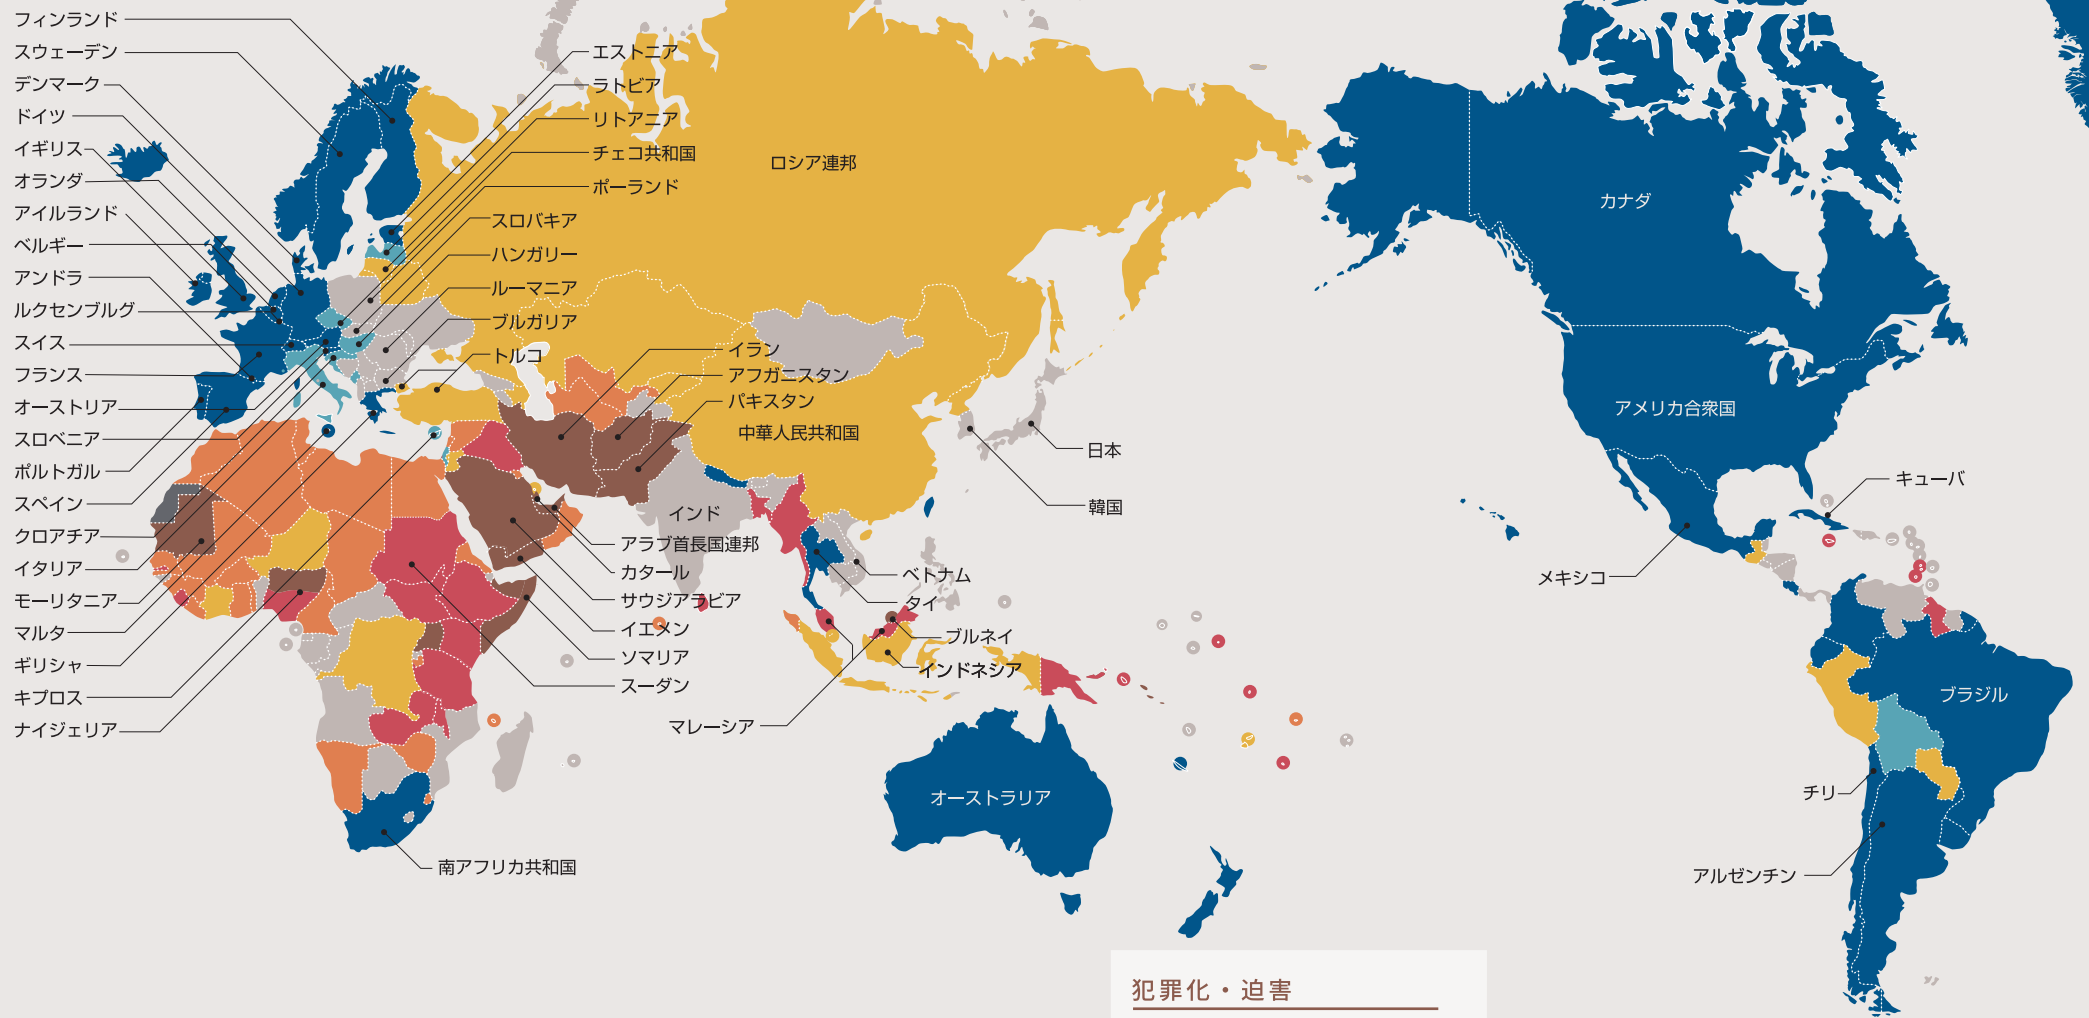 フィンランド
スウェーデン
デンマーク
ドイツ
イギリス
オランダ
アイルランド
ベルギー
アンドラ
ルクセンブルグ
スイス
フランス
オーストリア
スロベニア
ポルトガル
スペイン
クロアチア
イタリア
モーリタニア
マルタ
ギリシャ
キプロス
ナイジェリア
エストニア
ラトビア
リトアニア
チェコ共和国
ポーランド
スロバキア
ハンガリー
ルーマニア
ブルガリア
トルコ
ロシア連邦
イラン
アフガニスタン
パキスタン
中華人民共和国
日本
韓国
インド
アラブ首長国連邦
カタール
サウジアラビア
イエメン
ソマリア
スーダン
ベトナム
タイ
ブルネイ
インドネシア
マレーシア
オーストラリア
南アフリカ共和国
カナダ
アメリカ合衆国
キューバ
メキシコ
ブラジル
チリ
アルゼンチン
犯罪化・迫害